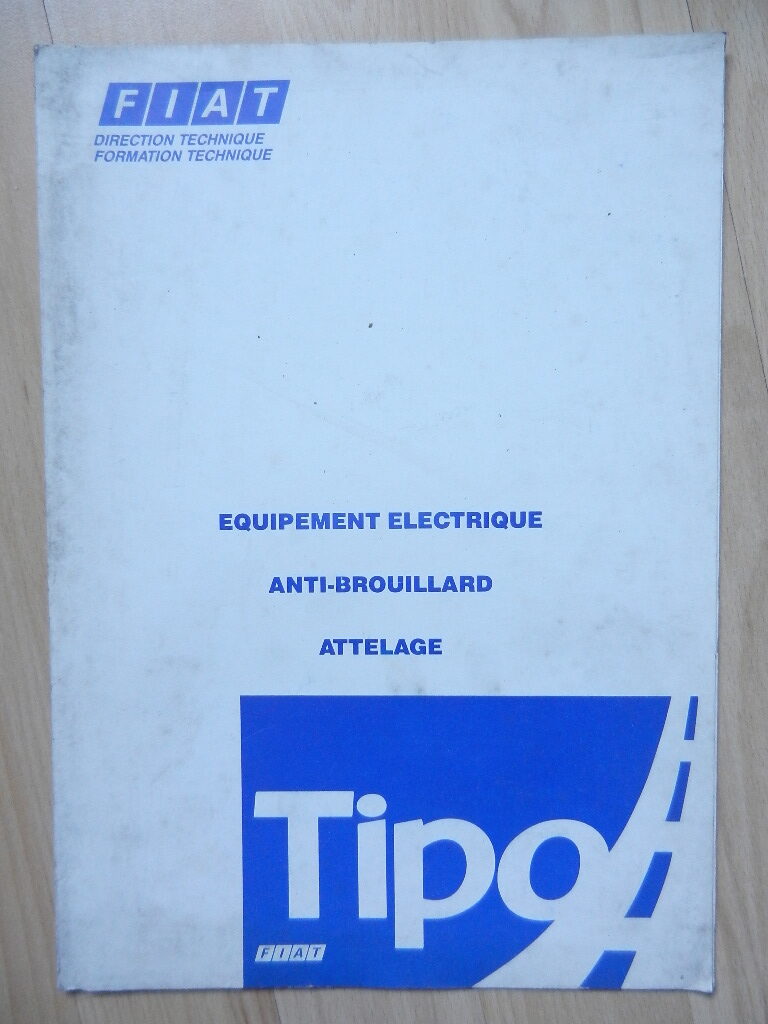 FIAT
DIRECTION TECHNIQUE
FORMATION TECHNIQUE
EQUIPEMENT ELECTRIQUE
ANTI-BROUILLARD
ATTELAGE
Tipo
FIAT